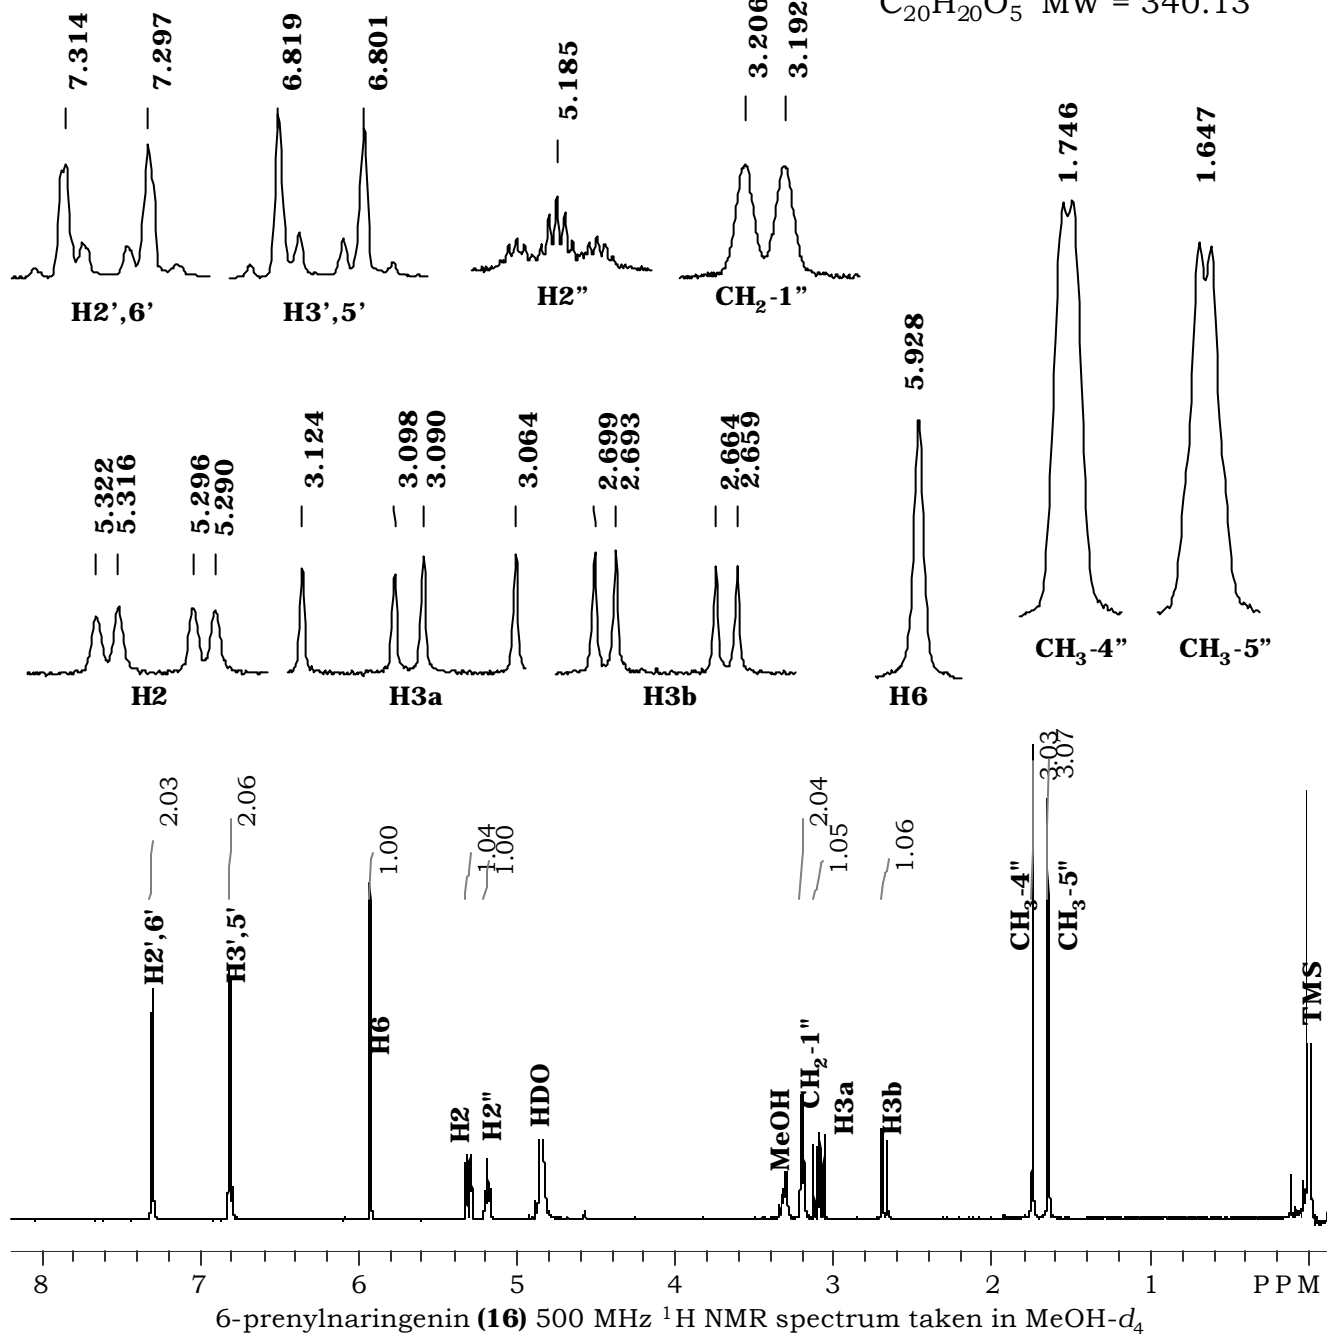 C₂₀H₂₀O₅ MW = 340.13
7.314 7.297 6.819 6.801 5.185 3.206 3.192 1.746 1.647
H2',6' H3',5' H2" CH₂-1"
5.928
5.322 5.316 5.296 5.290 3.124 3.098 3.090 3.064 2.699 2.693 2.664 2.659
CH₃-4" CH₃-5"
H2 H3a H3b H6
2.03 2.06 1.00 1.04 1.00 2.04 1.05 1.06 3.03 3.07
H2',6' H3',5' H6 H2 H2" HDO MeOH CH₂-1" H3a H3b CH₃-4" CH₃-5" TMS
8 7 6 5 4 3 2 1 PPM
6-prenylnaringenin (16) 500 MHz ¹H NMR spectrum taken in MeOH-d₄